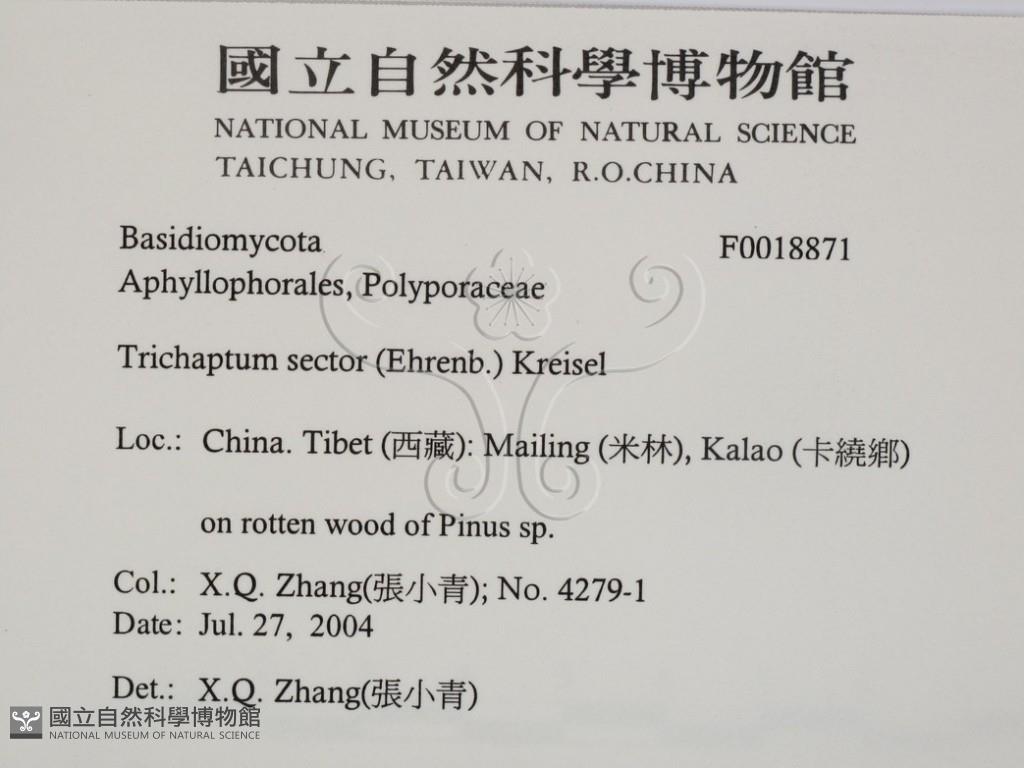 國立自然科學博物館
NATIONAL MUSEUM OF NATURAL SCIENCE
TAICHUNG, TAIWAN, R.O.CHINA
Basidiomycota F0018871
Aphyllophorales, Polyporaceae
Trichaptum sector (Ehrenb.) Kreisel
Loc.: China. Tibet (西藏): Mailing (米林), Kalao (卡繞鄉)
on rotten wood of Pinus sp.
Col.: X.Q. Zhang(張小青); No. 4279-1
Date: Jul. 27, 2004
Det.: X.Q. Zhang(張小青)
國立自然科學博物館
NATIONAL MUSEUM OF NATURAL SCIENCE